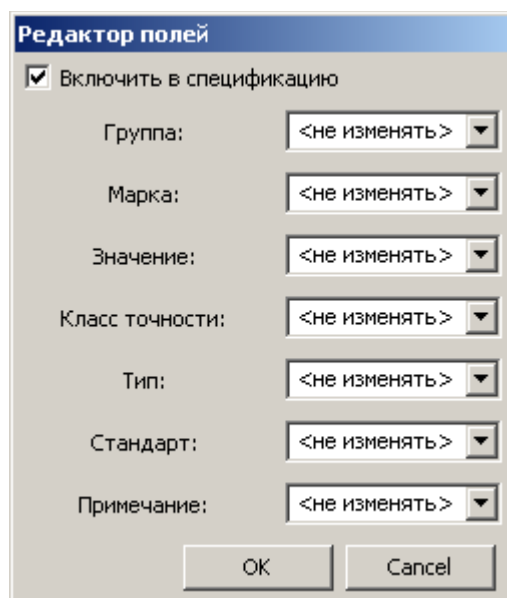 Редактор полей
Включить в спецификацию
Группа: <не изменять>
Марка: <не изменять>
Значение: <не изменять>
Класс точности: <не изменять>
Тип: <не изменять>
Стандарт: <не изменять>
Примечание: <не изменять>
OK Cancel